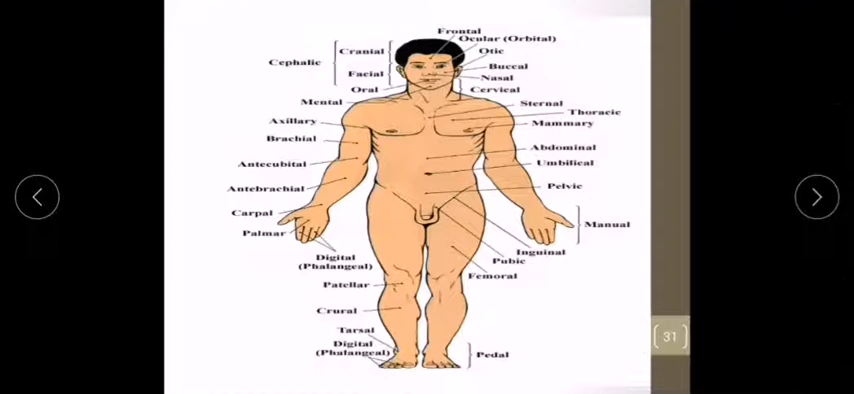 Frontal
Ocular (Orbital)
Cranial
Otic
Cephalic
Buccal
Facial
Nasal
Oral
Cervical
Mental
Sternal
Thoracic
Axillary
Mammary
Brachial
Abdominal
Antecubital
Umbilical
Antebrachial
Pelvic
Carpal
Manual
Palmar
Inguinal
Digital
(Phalangeal)
Pubic
Femoral
Patellar
Crural
Tarsal
Digital
(Phalangeal)
Pedal
31